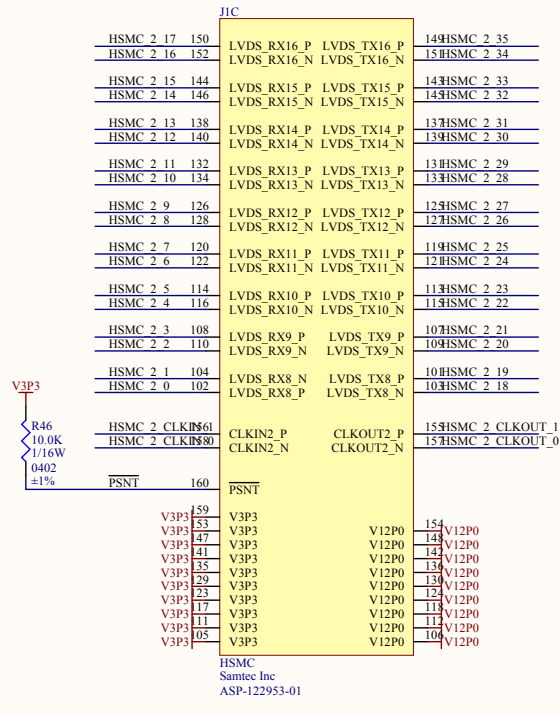 J1C
HSMC_2_17 150 LVDS_RX16_P LVDS_TX16_P 149 HSMC_2_35
HSMC_2_16 152 LVDS_RX16_N LVDS_TX16_N 151 HSMC_2_34
HSMC_2_15 144 LVDS_RX15_P LVDS_TX15_P 143 HSMC_2_33
HSMC_2_14 146 LVDS_RX15_N LVDS_TX15_N 145 HSMC_2_32
HSMC_2_13 138 LVDS_RX14_P LVDS_TX14_P 137 HSMC_2_31
HSMC_2_12 140 LVDS_RX14_N LVDS_TX14_N 139 HSMC_2_30
HSMC_2_11 132 LVDS_RX13_P LVDS_TX13_P 131 HSMC_2_29
HSMC_2_10 134 LVDS_RX13_N LVDS_TX13_N 133 HSMC_2_28
HSMC_2_9 126 LVDS_RX12_P LVDS_TX12_P 125 HSMC_2_27
HSMC_2_8 128 LVDS_RX12_N LVDS_TX12_N 127 HSMC_2_26
HSMC_2_7 120 LVDS_RX11_P LVDS_TX11_P 119 HSMC_2_25
HSMC_2_6 122 LVDS_RX11_N LVDS_TX11_N 121 HSMC_2_24
HSMC_2_5 114 LVDS_RX10_P LVDS_TX10_P 113 HSMC_2_23
HSMC_2_4 116 LVDS_RX10_N LVDS_TX10_N 115 HSMC_2_22
HSMC_2_3 108 LVDS_RX9_P LVDS_TX9_P 107 HSMC_2_21
HSMC_2_2 110 LVDS_RX9_N LVDS_TX9_N 109 HSMC_2_20
HSMC_2_1 104 LVDS_RX8_N LVDS_TX8_P 101 HSMC_2_19
HSMC_2_0 102 LVDS_RX8_P LVDS_TX8_N 103 HSMC_2_18
V3P3
R46
10.0K
1/16W
0402
±1%
HSMC_2_CLKIN_1 156 CLKIN2_P CLKOUT2_P 155 HSMC_2_CLKOUT_1
HSMC_2_CLKIN_0 158 CLKIN2_N CLKOUT2_N 157 HSMC_2_CLKOUT_0
PSNT 160 PSNT
V3P3 159 V3P3
V3P3 153 V3P3 V12P0 154 V12P0
V3P3 147 V3P3 V12P0 148 V12P0
V3P3 141 V3P3 V12P0 142 V12P0
V3P3 135 V3P3 V12P0 136 V12P0
V3P3 129 V3P3 V12P0 130 V12P0
V3P3 123 V3P3 V12P0 124 V12P0
V3P3 117 V3P3 V12P0 118 V12P0
V3P3 111 V3P3 V12P0 112 V12P0
V3P3 105 V3P3 V12P0 106 V12P0
HSMC
Samtec Inc
ASP-122953-01